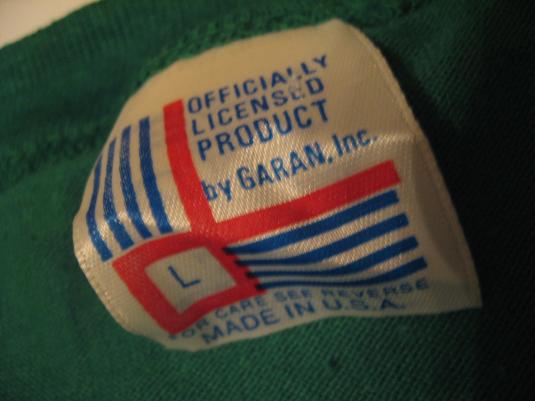 OFFICIALLY
LICENSED
PRODUCT
by GARAN, Inc.
L
FOR CARE SEE REVERSE
MADE IN U.S.A.